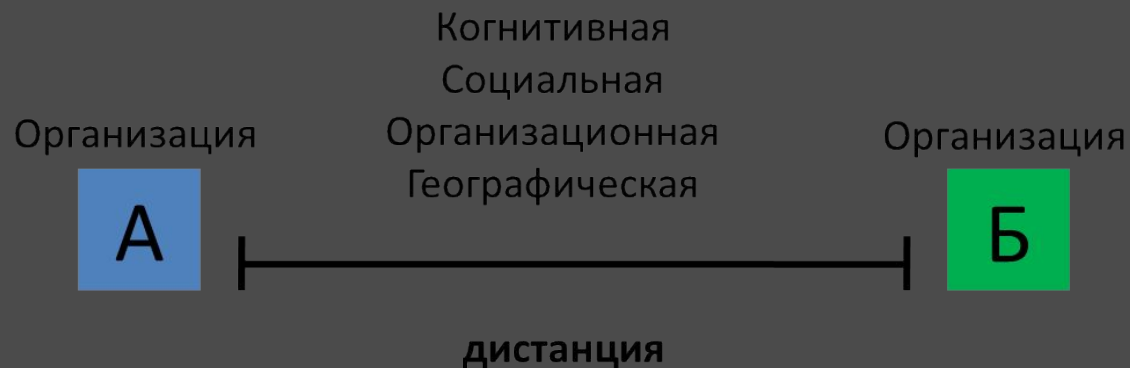 Когнитивная
Социальная
Организационная
Географическая
Организация
А
Организация
Б
дистанция